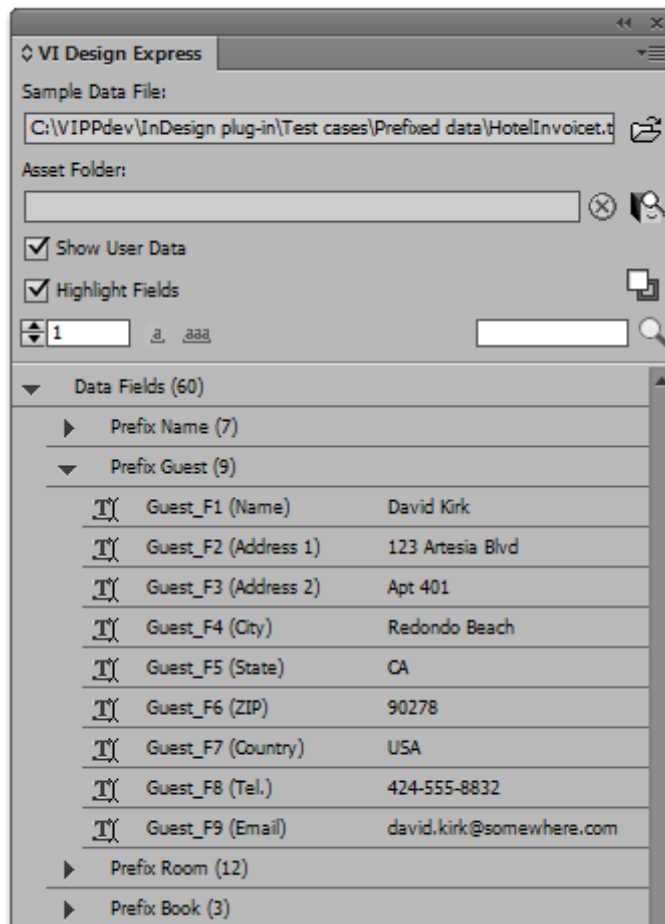 VI Design Express
Sample Data File:
C:\VIPPdev\InDesign plug-in\Test cases\Prefixed data\HotelInvoicet.t
Asset Folder:
Show User Data
Highlight Fields
1 a aaa
Data Fields (60)
Prefix Name (7)
Prefix Guest (9)
Guest_F1 (Name) David Kirk
Guest_F2 (Address 1) 123 Artesia Blvd
Guest_F3 (Address 2) Apt 401
Guest_F4 (City) Redondo Beach
Guest_F5 (State) CA
Guest_F6 (ZIP) 90278
Guest_F7 (Country) USA
Guest_F8 (Tel.) 424-555-8832
Guest_F9 (Email) david.kirk@somewhere.com
Prefix Room (12)
Prefix Book (3)